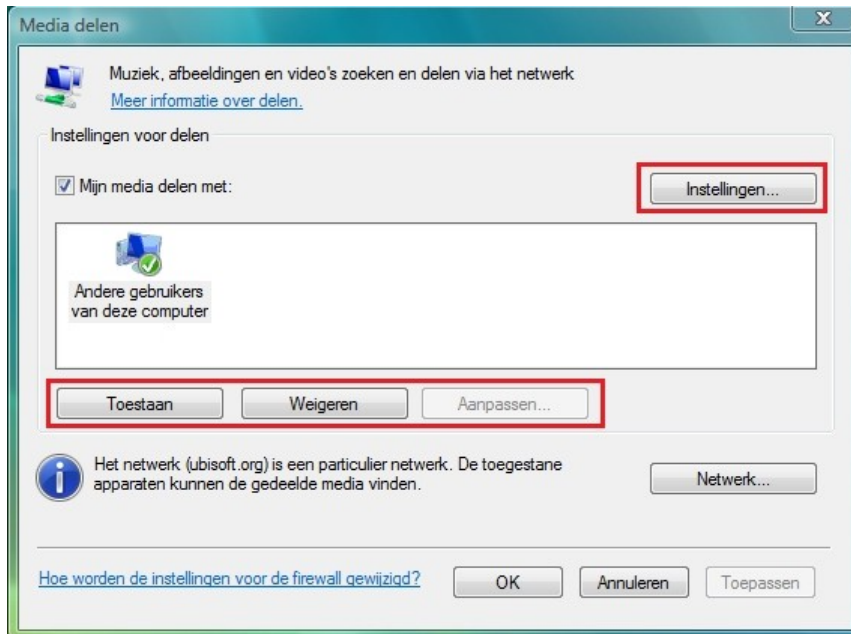 Media delen
Muziek, afbeeldingen en video's zoeken en delen via het netwerk
Meer informatie over delen.
Instellingen voor delen
Mijn media delen met:
Instellingen...
Andere gebruikers
van deze computer
Toestaan
Weigeren
Aanpassen...
Het netwerk (ubisoft.org) is een particulier netwerk. De toegestane
apparaten kunnen de gedeelde media vinden.
Netwerk...
Hoe worden de instellingen voor de firewall gewijzigd?
OK
Annuleren
Toepassen